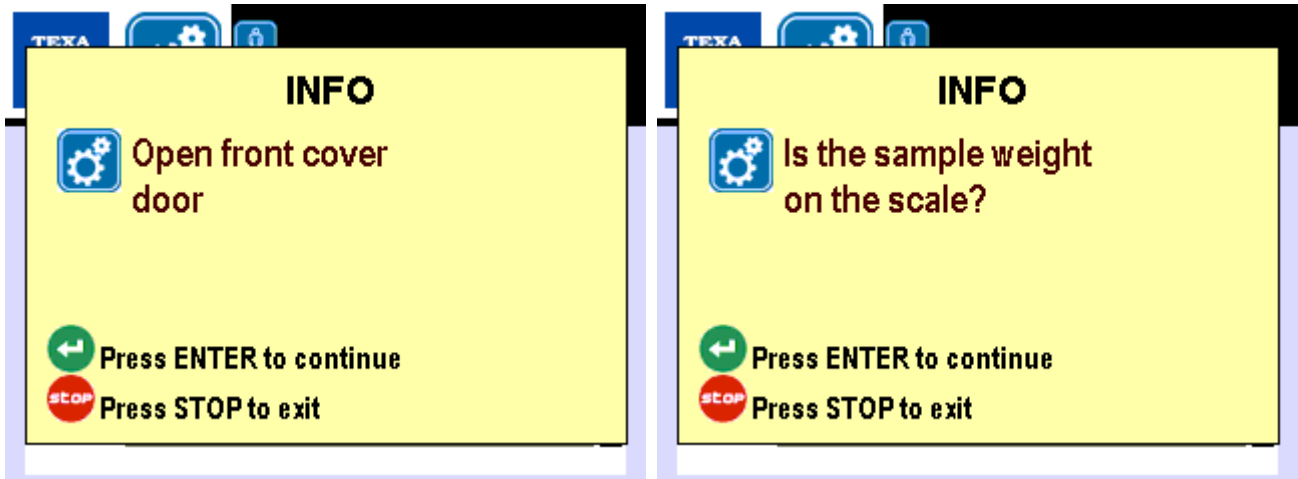 TEXA
INFO
Open front cover
door
Press ENTER to continue
stop
Press STOP to exit
TEXA
INFO
Is the sample weight
on the scale?
Press ENTER to continue
stop
Press STOP to exit